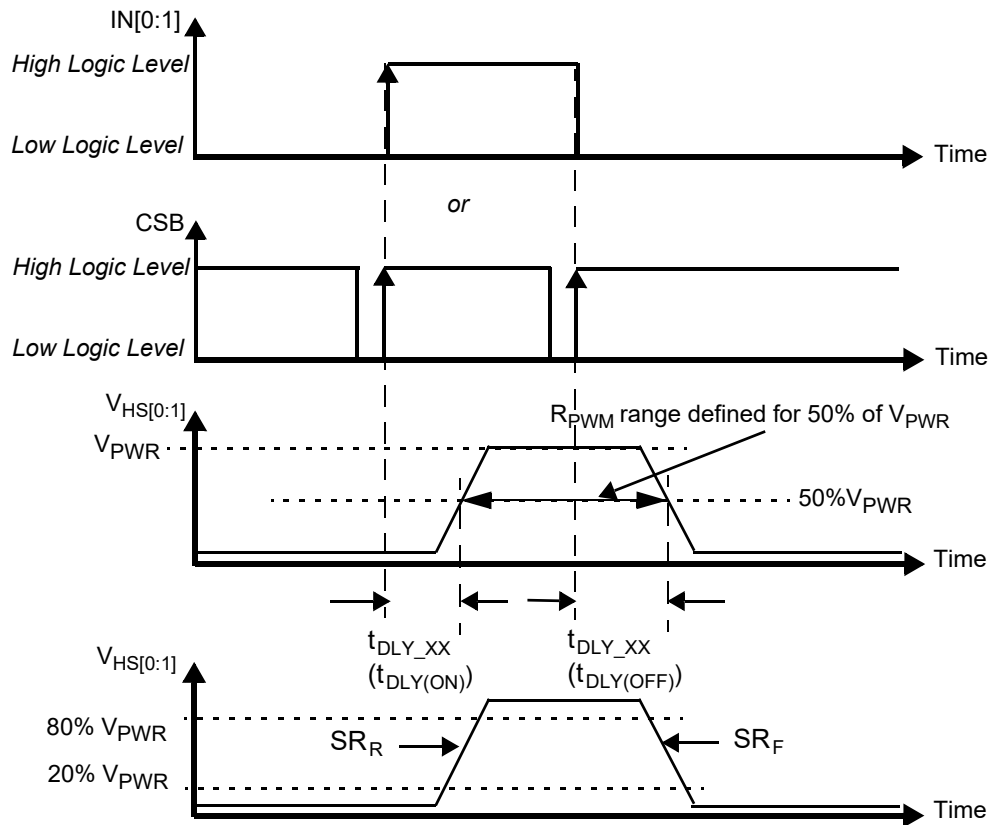 IN[0:1]
High Logic Level
Low Logic Level
Time
or
CSB
High Logic Level
Low Logic Level
Time
VHS[0:1]
RPWM range defined for 50% of VPWR
VPWR
50%VPWR
Time
tDLY_XX
(tDLY(ON))
tDLY_XX
(tDLY(OFF))
VHS[0:1]
80% VPWR
SRR
SRF
20% VPWR
Time